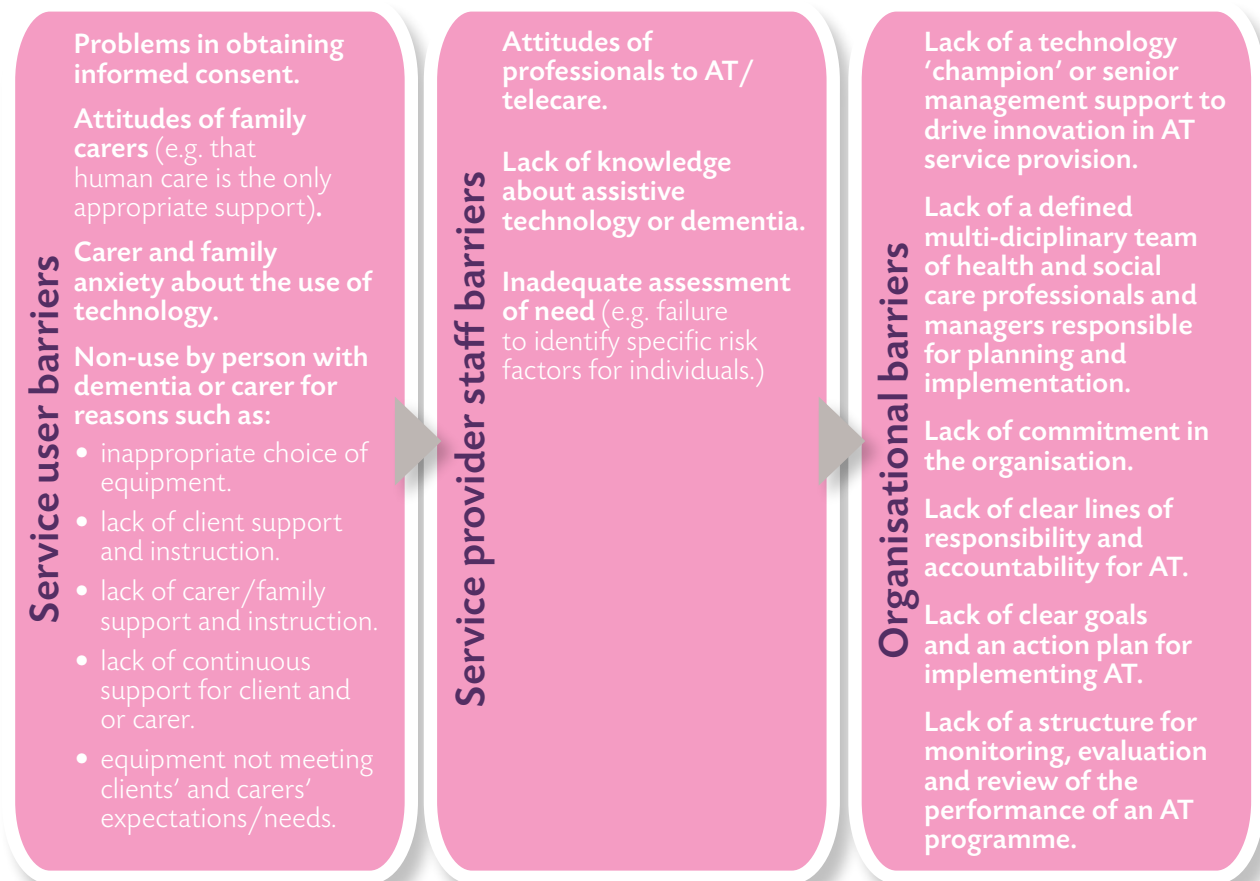 Service user barriers
Problems in obtaining
informed consent.
Attitudes of family
carers (e.g. that
human care is the only
appropriate support).
Carer and family
anxiety about the use of
technology.
Non-use by person with
dementia or carer for
reasons such as:
• inappropriate choice of
equipment.
• lack of client support
and instruction.
• lack of carer/family
support and instruction.
• lack of continuous
support for client and
or carer.
• equipment not meeting
clients’ and carers’
expectations/needs.
Service provider staff barriers
Attitudes of
professionals to AT/
telecare.
Lack of knowledge
about assistive
technology or dementia.
Inadequate assessment
of need (e.g. failure
to identify specific risk
factors for individuals.)
Organisational barriers
Lack of a technology
‘champion’ or senior
management support to
drive innovation in AT
service provision.
Lack of a defined
multi-diciplinary team
of health and social
care professionals and
managers responsible
for planning and
implementation.
Lack of commitment in
the organisation.
Lack of clear lines of
responsibility and
accountability for AT.
Lack of clear goals
and an action plan for
implementing AT.
Lack of a structure for
monitoring, evaluation
and review of the
performance of an AT
programme.